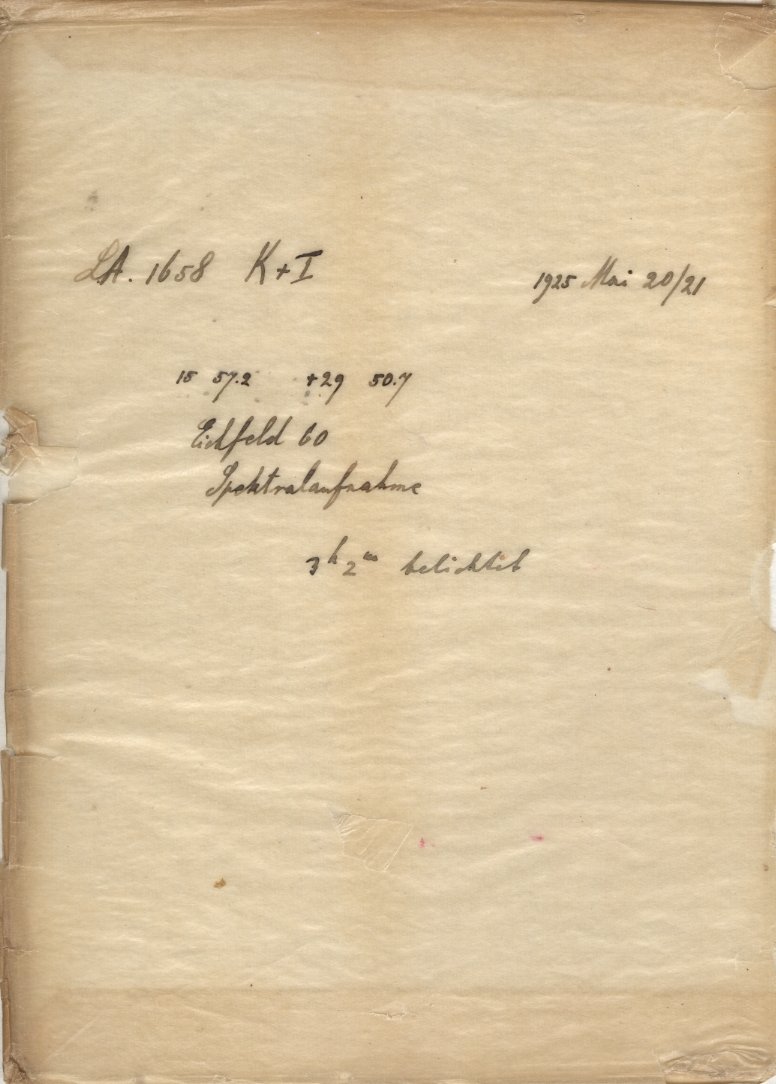 LA. 1658 K+I 1925 Mai 20/21
15 57.2 +29 50.7
Eichfeld 60
Spektralaufnahme
3h 2m belichtet